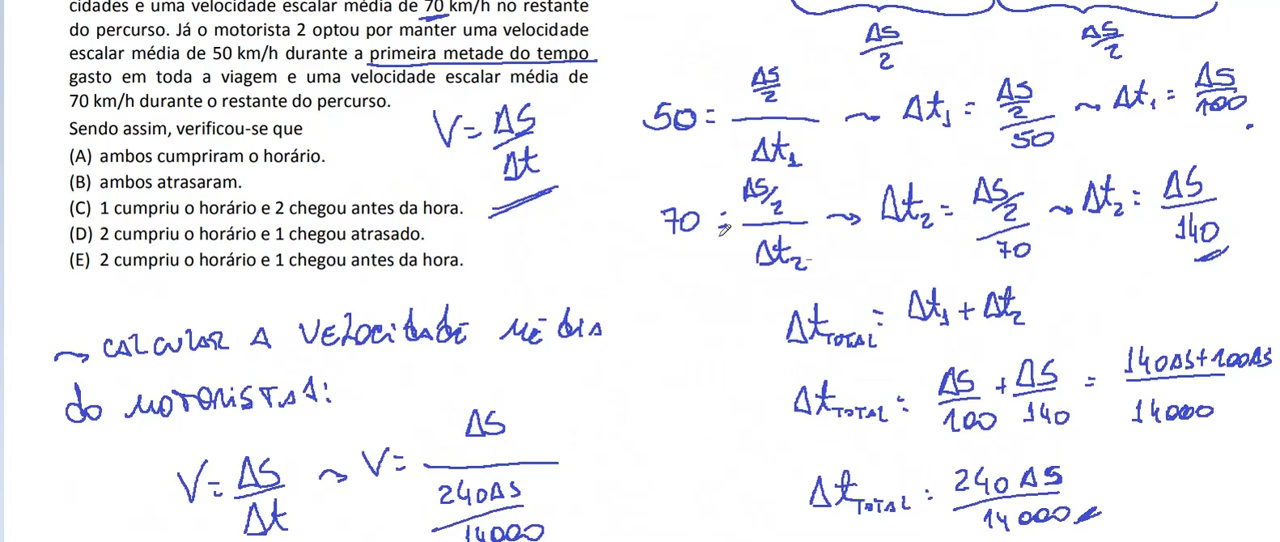 cidades e uma velocidade escalar média de 70 km/h no restante
do percurso. Já o motorista 2 optou por manter uma velocidade
escalar média de 50 km/h durante a primeira metade do tempo
gasto em toda a viagem e uma velocidade escalar média de
70 km/h durante o restante do percurso.
Sendo assim, verificou-se que
(A) ambos cumpriram o horário.
(B) ambos atrasaram.
(C) 1 cumpriu o horário e 2 chegou antes da hora.
(D) 2 cumpriu o horário e 1 chegou atrasado.
(E) 2 cumpriu o horário e 1 chegou antes da hora.
V = ΔS/Δt
~ CALCULAR A VELOCIDADE MÉDIA
do MOTORISTA 1:
V = ΔS/Δt ~ V = ΔS/(240ΔS/14000)
ΔS/2 ΔS/2
50 = (ΔS/2)/Δt₁ ~ Δt₁ = (ΔS/2)/50 ~ Δt₁ = ΔS/100.
70 = (ΔS/2)/Δt₂ ~ Δt₂ = (ΔS/2)/70 ~ Δt₂ = ΔS/140
Δt TOTAL = Δt₁ + Δt₂
Δt TOTAL = ΔS/100 + ΔS/140 = (140ΔS+100ΔS)/14000
Δt TOTAL = 240ΔS/14000